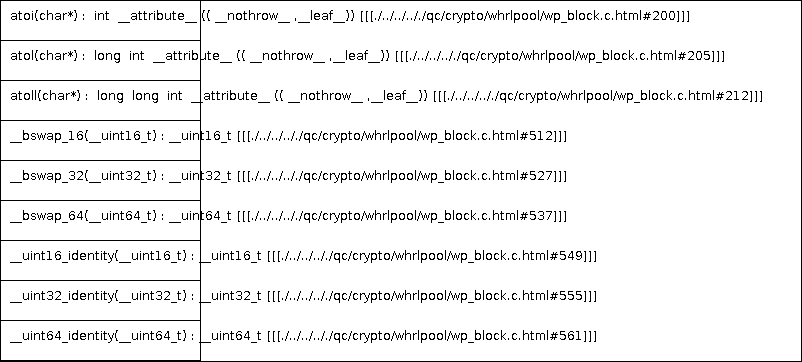 atoi(char*) : int __attribute__ (( __nothrow__ ,__leaf__)) [[[./../../../qc/crypto/whrlpool/wp_block.c.html#200]]]
atol(char*) : long int __attribute__ (( __nothrow__ ,__leaf__)) [[[./../../../qc/crypto/whrlpool/wp_block.c.html#205]]]
atoll(char*) : long long int __attribute__ (( __nothrow__ ,__leaf__)) [[[./../../../qc/crypto/whrlpool/wp_block.c.html#212]]]
__bswap_16(__uint16_t) : __uint16_t [[[./../../../qc/crypto/whrlpool/wp_block.c.html#512]]]
__bswap_32(__uint32_t) : __uint32_t [[[./../../../qc/crypto/whrlpool/wp_block.c.html#527]]]
__bswap_64(__uint64_t) : __uint64_t [[[./../../../qc/crypto/whrlpool/wp_block.c.html#537]]]
__uint16_identity(__uint16_t) : __uint16_t [[[./../../../qc/crypto/whrlpool/wp_block.c.html#549]]]
__uint32_identity(__uint32_t) : __uint32_t [[[./../../../qc/crypto/whrlpool/wp_block.c.html#555]]]
__uint64_identity(__uint64_t) : __uint64_t [[[./../../../qc/crypto/whrlpool/wp_block.c.html#561]]]